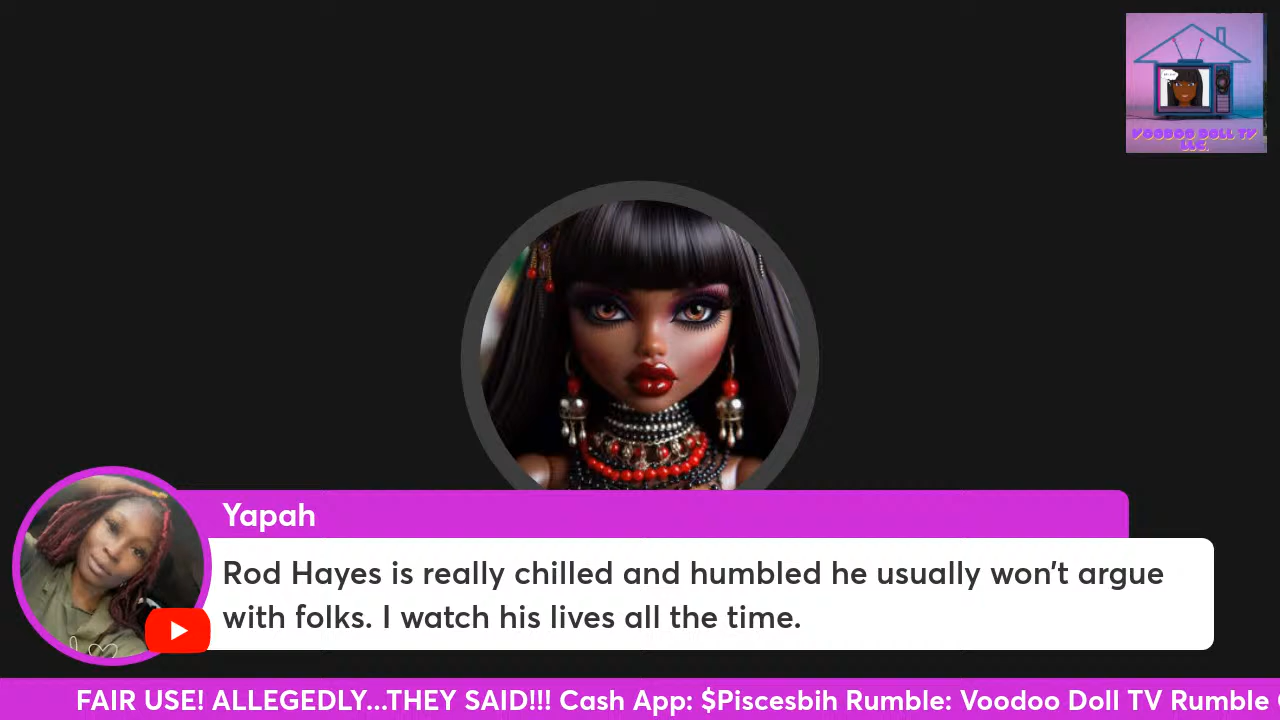 VOODOO DOLL TV
LLC.
Yapah
Rod Hayes is really chilled and humbled he usually won't argue
with folks. I watch his lives all the time.
FAIR USE! ALLEGEDLY...THEY SAID!!! Cash App: $Piscesbih Rumble: Voodoo Doll TV Rumble